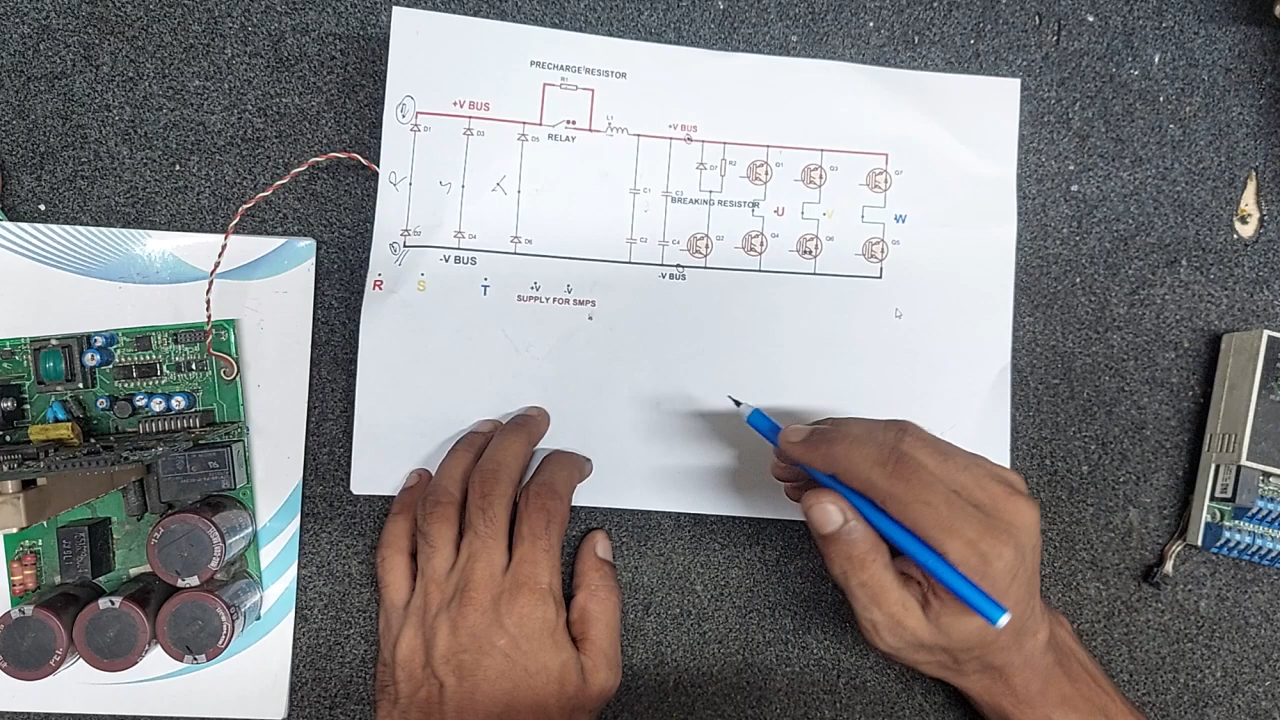 PRECHARGE RESISTOR
R1
+V BUS
D1
D3
D5
RELAY
L1
+V BUS
D7
R2
Q1
Q3
Q7
C1
C3
BREAKING RESISTOR
U
V
W
D2
D4
D6
C2
C4
Q2
Q4
Q6
Q5
-V BUS
-V BUS
R
S
T
+V
-V
SUPPLY FOR SMPS